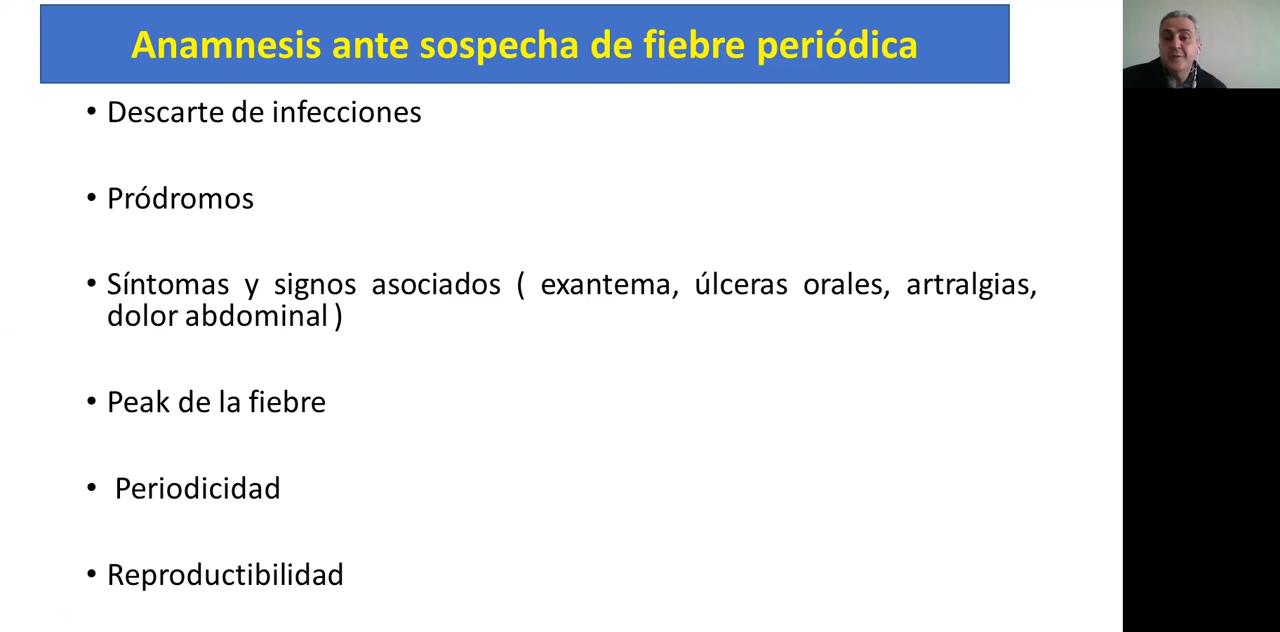 Anamnesis ante sospecha de fiebre periódica
• Descarte de infecciones
• Pródromos
• Síntomas y signos asociados ( exantema, úlceras orales, artralgias,
dolor abdominal )
• Peak de la fiebre
• Periodicidad
• Reproductibilidad